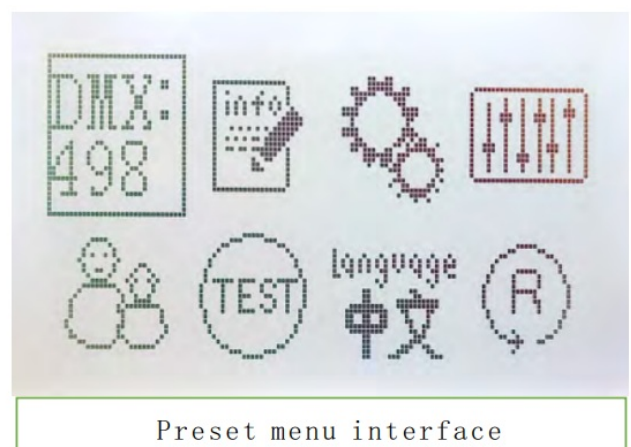 DMX:
498
info
TEST
Language
中文
R
Preset menu interface